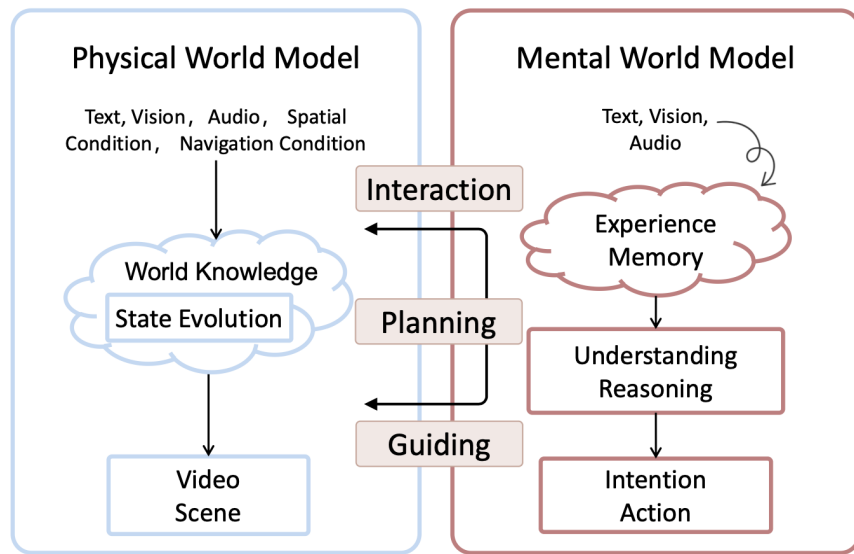 Physical World Model
Text, Vision, Audio, Spatial
Condition, Navigation Condition
World Knowledge
State Evolution
Video
Scene
Interaction
Planning
Guiding
Mental World Model
Text, Vision,
Audio
Experience
Memory
Understanding
Reasoning
Intention
Action